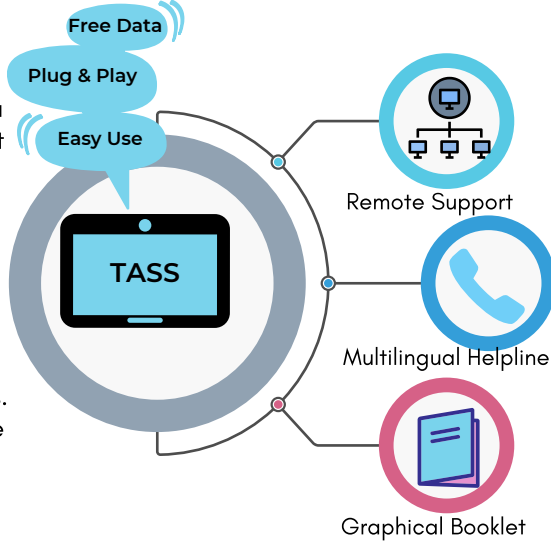 Free Data
Plug & Play
Easy Use
t
TASS
Remote Support
Multilingual Helpline
e
Graphical Booklet